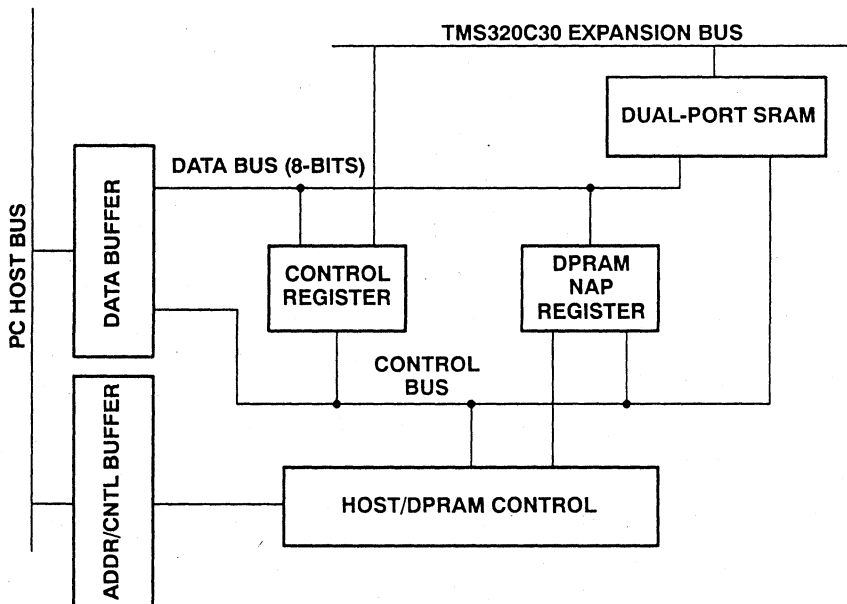 TMS320C30 EXPANSION BUS
DUAL-PORT SRAM
DATA BUS (8-BITS)
PC HOST BUS
DATA BUFFER
CONTROL
REGISTER
DPRAM
NAP
REGISTER
CONTROL
BUS
ADDR/CNTL BUFFER
HOST/DPRAM CONTROL